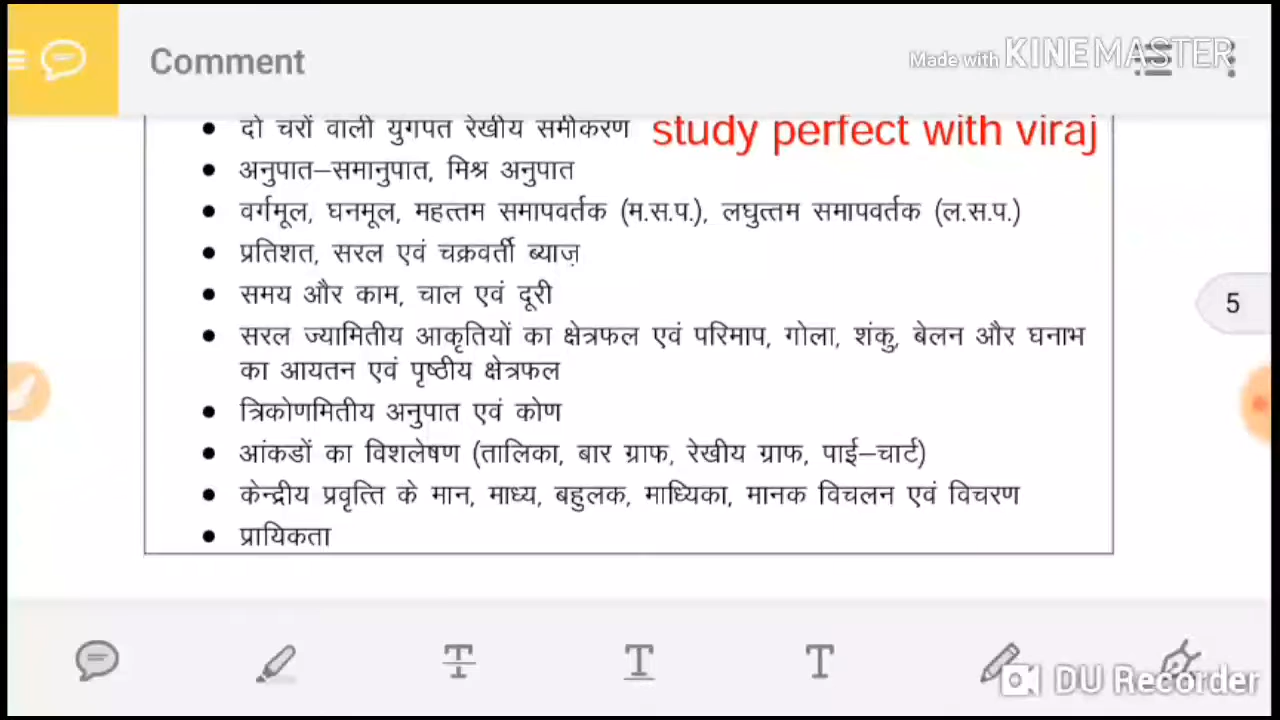 Comment
Made with KINEMASTER
• दो चरों वाली युगपत रेखीय समीकरण study perfect with viraj
• अनुपात–समानुपात, मिश्र अनुपात
• वर्गमूल, घनमूल, महत्तम समापवर्तक (म.स.प.), लघुत्तम समापवर्तक (ल.स.प.)
• प्रतिशत, सरल एवं चक्रवर्ती ब्याज़
• समय और काम, चाल एवं दूरी
5
• सरल ज्यामितीय आकृतियों का क्षेत्रफल एवं परिमाप, गोला, शंकु, बेलन और घनाभ
का आयतन एवं पृष्ठीय क्षेत्रफल
• त्रिकोणमितीय अनुपात एवं कोण
• आंकडों का विशलेषण (तालिका, बार ग्राफ, रेखीय ग्राफ, पाई–चार्ट)
• केन्द्रीय प्रवृत्ति के मान, माध्य, बहुलक, माध्यिका, मानक विचलन एवं विचरण
• प्रायिकता
T T T
DU Recorder